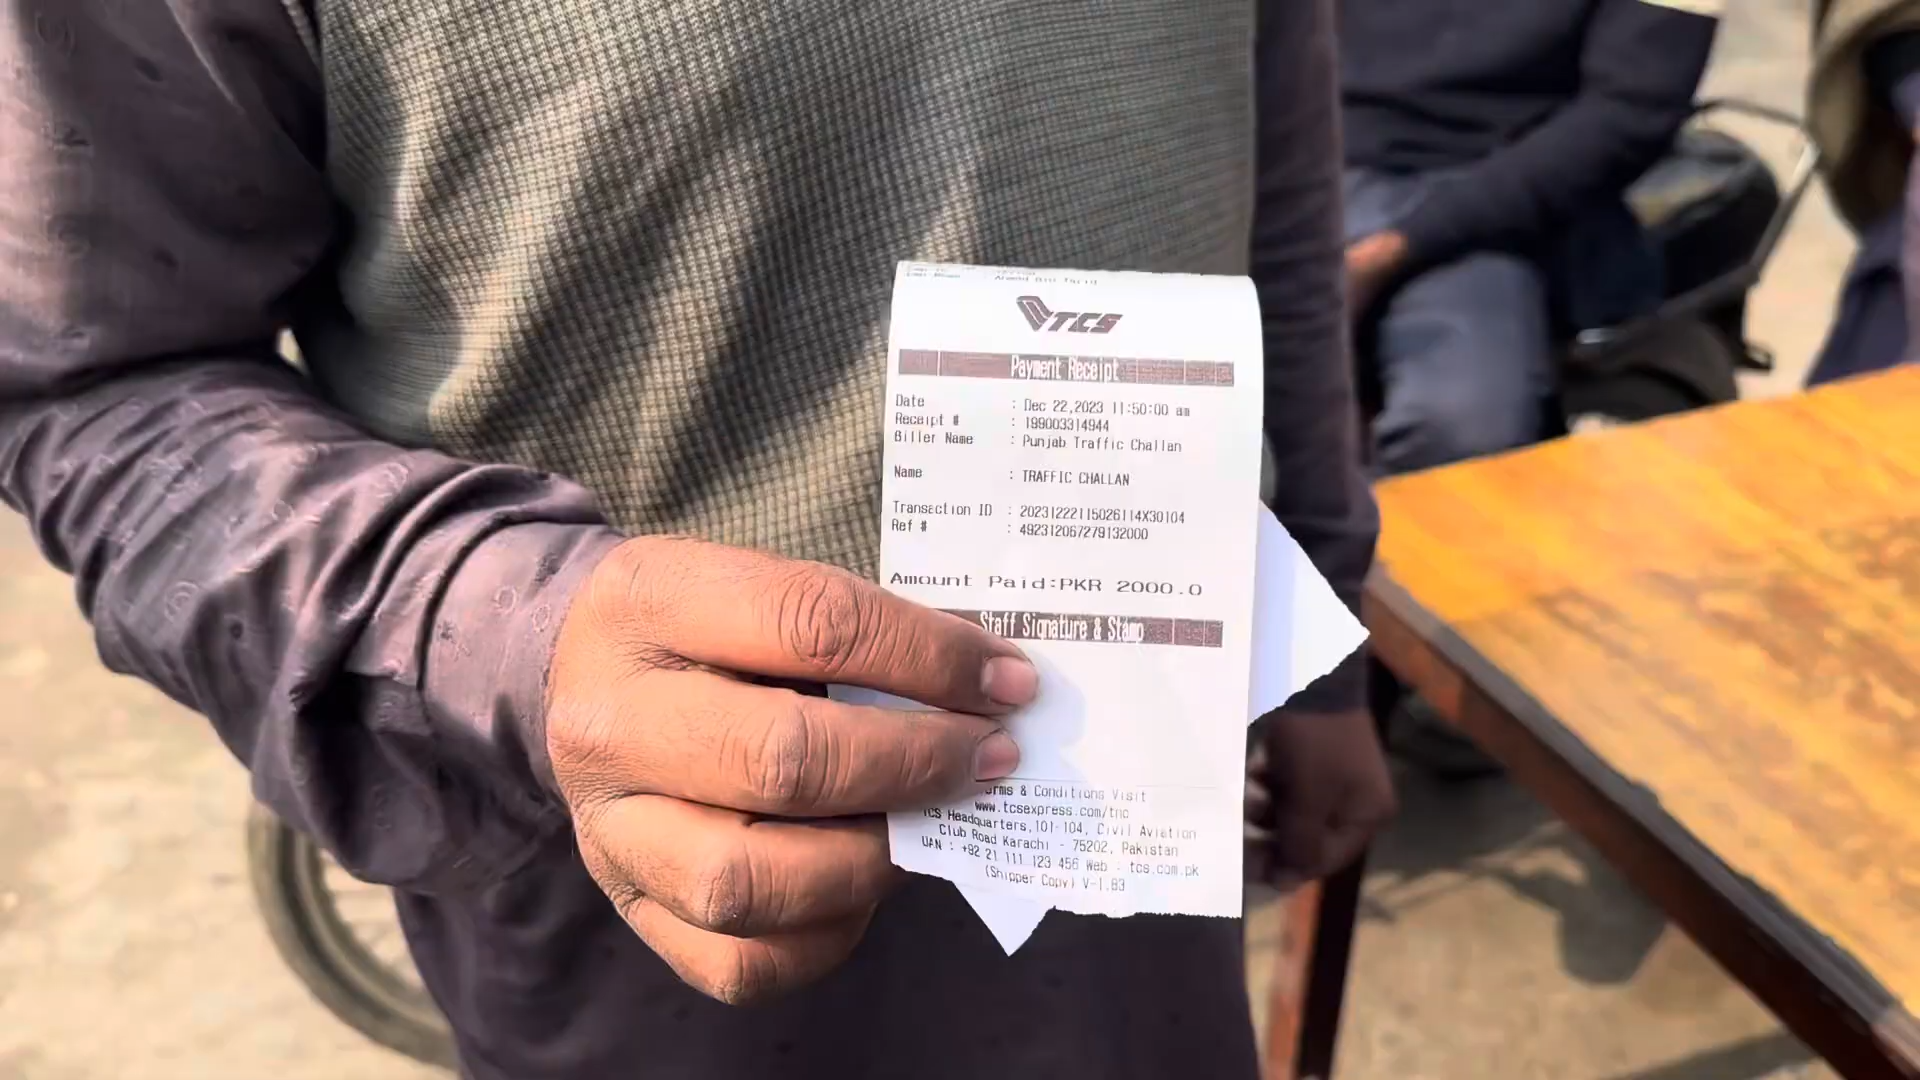 TCS
Payment Receipt
Date : Dec 22,2023 11:50:00 am
Receipt # : 199003314944
Biller Name : Punjab Traffic Challan
Name : TRAFFIC CHALLAN
Transaction ID : 20231222115026114X30104
Ref # : 492312067279132000
Amount Paid:PKR 2000.0
Staff Signature & Stamp
& Conditions Visit
www.tcsexpress.com/tnc
TCS Headquarters,101-104, Civil Aviation
Club Road Karachi - 75202, Pakistan
UAN : +92 21 111 123 456 Web : tcs.com.pk
(Shipper Copy) V-1.83